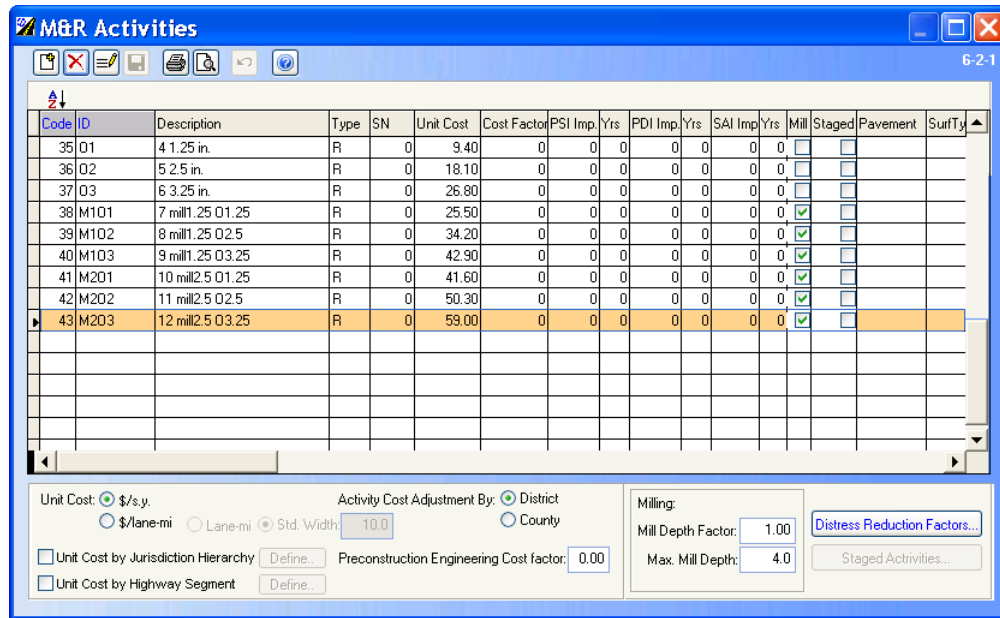 M&R Activities
6-2-1
A
Z
Code ID Description Type SN Unit Cost Cost Factor PSI Imp. Yrs PDI Imp. Yrs SAI Imp Yrs Mill Staged Pavement SurfTy
35 O1 4 1.25 in. R 0 9.40 0 0 0 0 0 0 0
36 O2 5 2.5 in. R 0 18.10 0 0 0 0 0 0 0
37 O3 6 3.25 in. R 0 26.80 0 0 0 0 0 0 0
38 M1O1 7 mill1.25 O1.25 R 0 25.50 0 0 0 0 0 0 0
39 M1O2 8 mill1.25 O2.5 R 0 34.20 0 0 0 0 0 0 0
40 M1O3 9 mill1.25 O3.25 R 0 42.90 0 0 0 0 0 0 0
41 M2O1 10 mill2.5 O1.25 R 0 41.60 0 0 0 0 0 0 0
42 M2O2 11 mill2.5 O2.5 R 0 50.30 0 0 0 0 0 0 0
43 M2O3 12 mill2.5 O3.25 R 0 59.00 0 0 0 0 0 0 0
Unit Cost: $/s.y. Activity Cost Adjustment By: District Milling:
$/lane-mi Lane-mi Std. Width: 10.0 County Mill Depth Factor: 1.00 Distress Reduction Factors...
Unit Cost by Jurisdiction Hierarchy Define.. Preconstruction Engineering Cost factor: 0.00 Max. Mill Depth: 4.0 Staged Actrivities...
Unit Cost by Highway Segment Define..